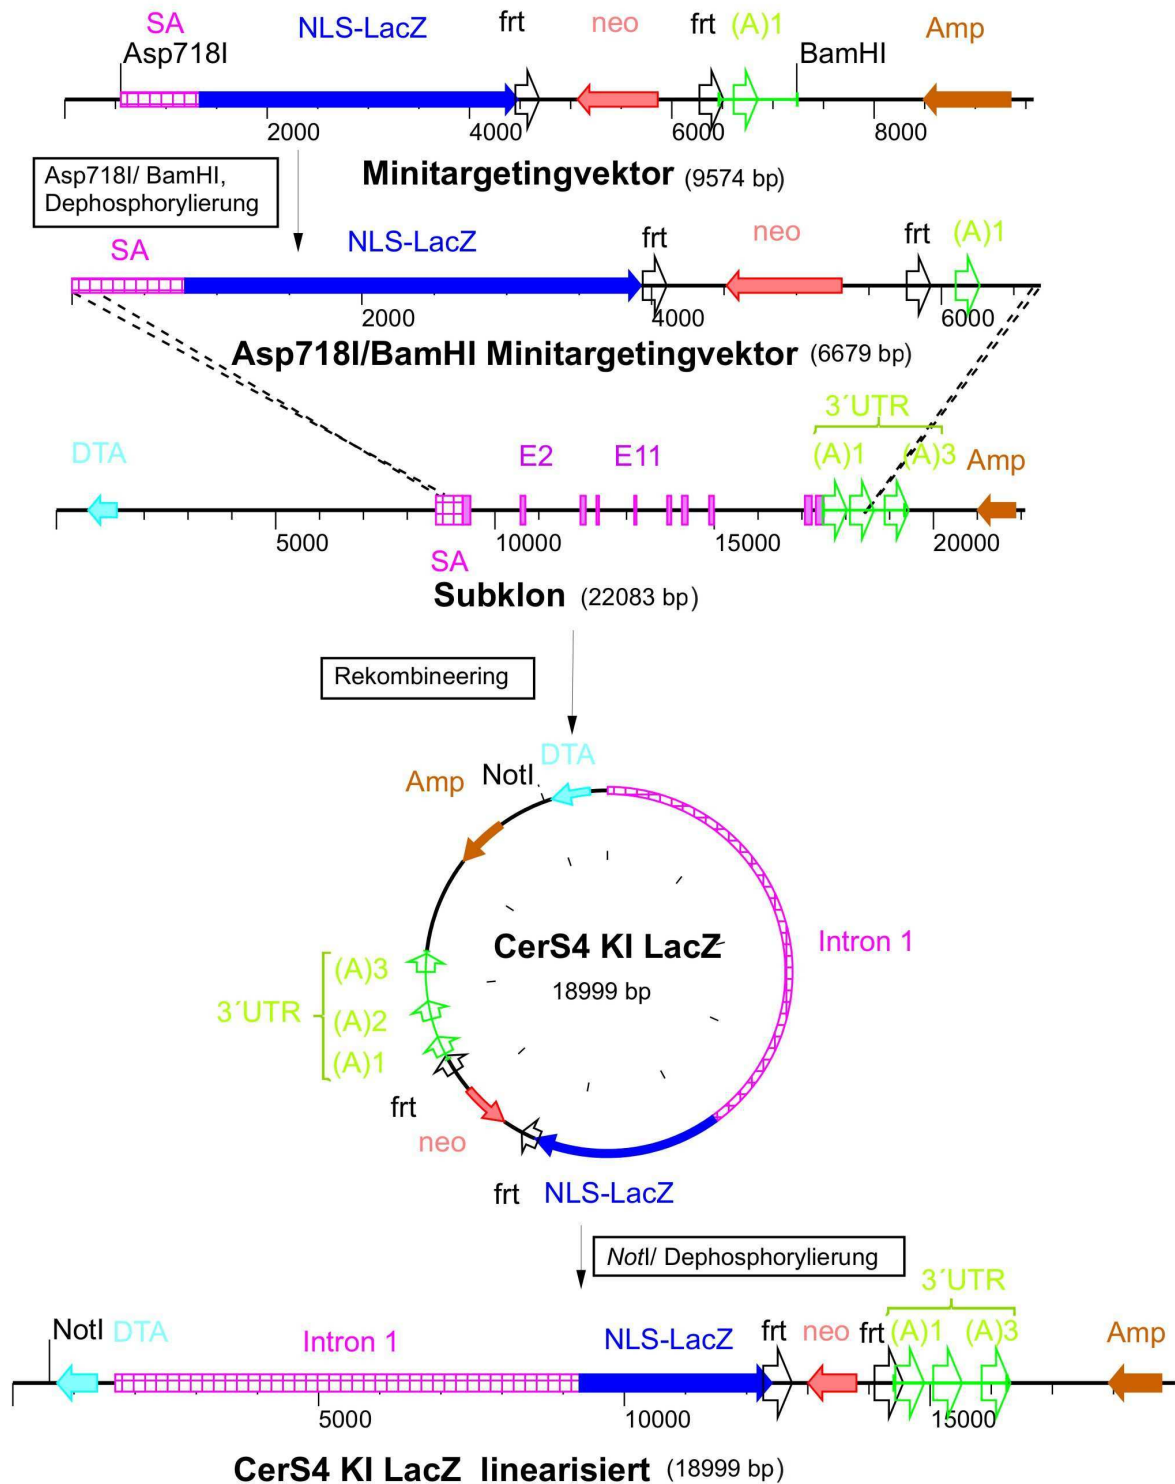 SA
NLS-LacZ
frt
neo
frt
(A)1
Amp
Asp718I
BamHI
2000
4000
6000
8000
Minitargetingvektor (9574 bp)
Asp718I/ BamHI,
Dephosphorylierung
SA
NLS-LacZ
frt
neo
frt
(A)1
2000
4000
6000
Asp718I/BamHI Minitargetingvektor (6679 bp)
3´UTR
DTA
E2
E11
(A)1
(A)3
Amp
5000
10000
15000
20000
SA
Subklon (22083 bp)
Rekombineering
DTA
NotI
Amp
Intron 1
CerS4 KI LacZ
18999 bp
(A)3
3´UTR
(A)2
(A)1
frt
neo
frt
NLS-LacZ
NotI/ Dephosphorylierung
3´UTR
NotI
DTA
Intron 1
NLS-LacZ
frt
neo
frt
(A)1
(A)3
Amp
5000
10000
15000
CerS4 KI LacZ linearisiert (18999 bp)